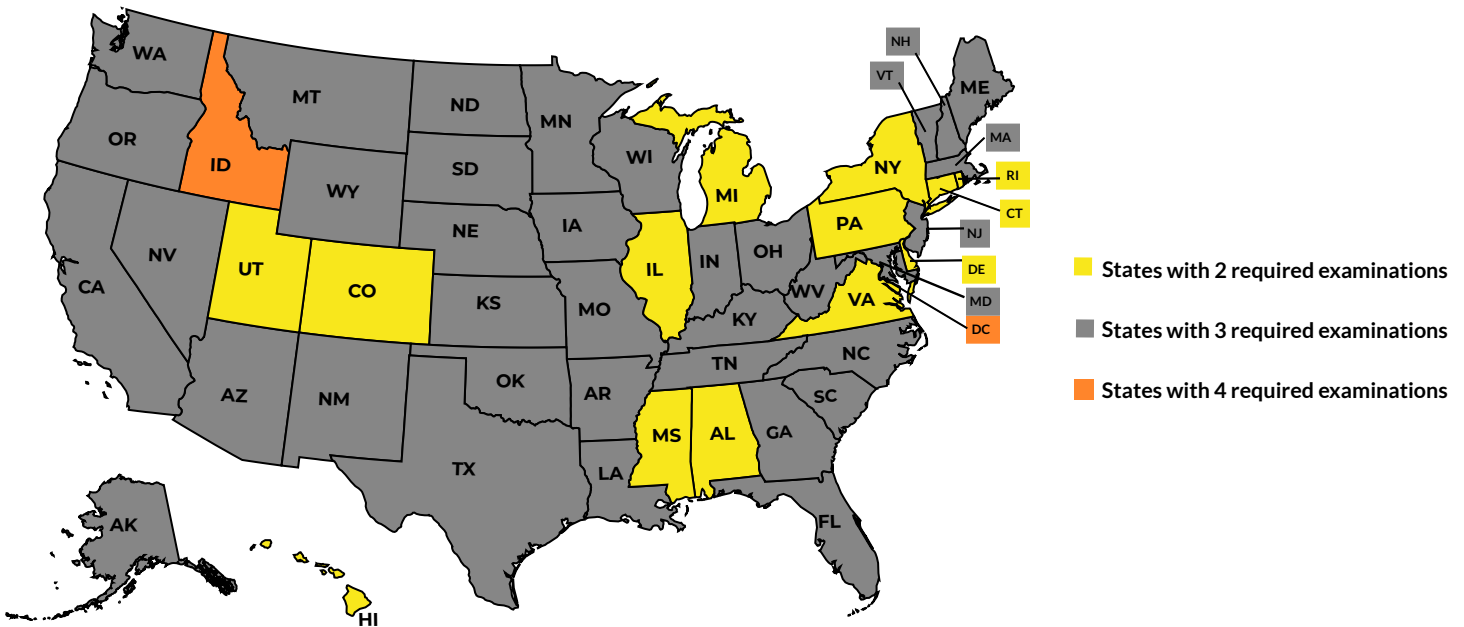 NH
WA
VT
ME
MT
ND
MN
OR
MA
ID
WI
NY
SD
RI
WY
MI
CT
PA
IA
NE
NJ
NV
OH
IN
UT
IL
DE
States with 2 required examinations
CA
CO
WV
VA
MD
KS
MO
KY
DC
States with 3 required examinations
NC
TN
OK
States with 4 required examinations
AR
SC
AZ
NM
MS
AL
GA
TX
LA
AK
FL
HI